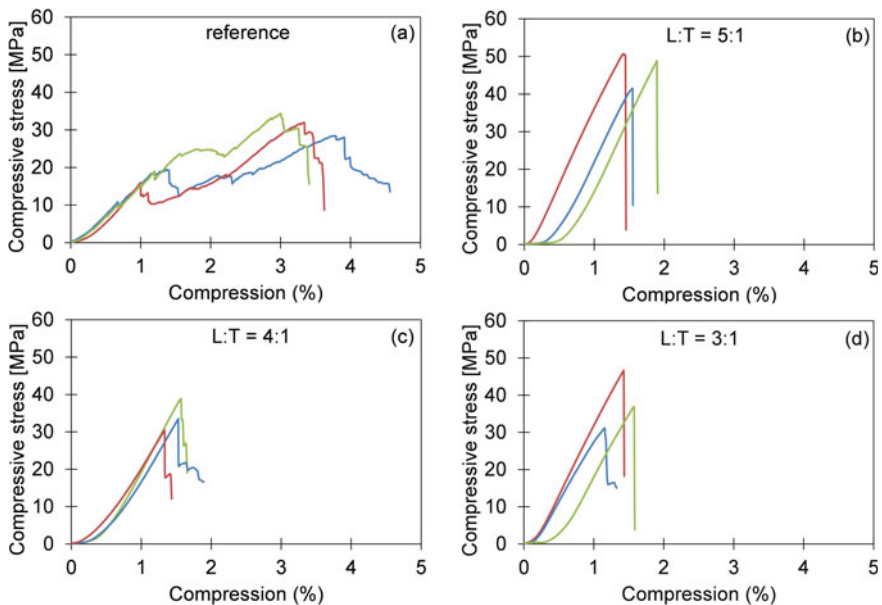 reference
(a)
Compressive stress [MPa]
60
50
40
30
20
10
0
0 1 2 3 4 5
Compression (%)
L:T = 5:1
(b)
Compressive stress [MPa]
60
50
40
30
20
10
0
0 1 2 3 4 5
Compression (%)
L:T = 4:1
(c)
Compressive stress [MPa]
60
50
40
30
20
10
0
0 1 2 3 4 5
Compression (%)
L:T = 3:1
(d)
Compressive stress [MPa]
60
50
40
30
20
10
0
0 1 2 3 4 5
Compression (%)